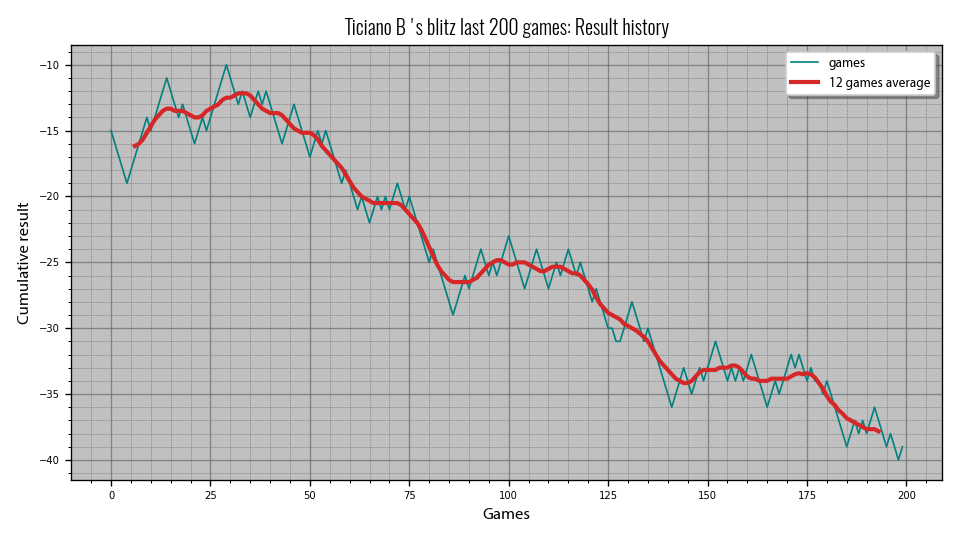 Ticiano B 's blitz last 200 games: Result history
games
12 games average
Cumulative result
−10
−15
−20
−25
−30
−35
−40
0 25 50 75 100 125 150 175 200
Games